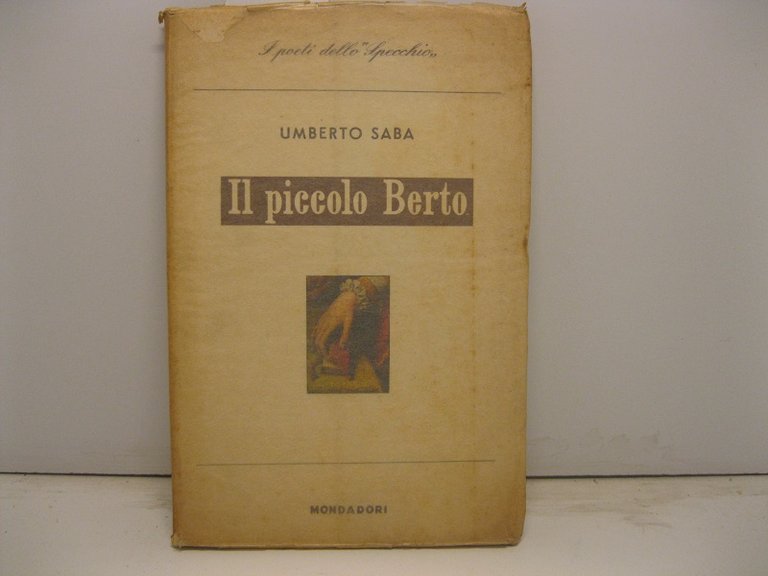 I poeti dello "Specchio„
UMBERTO SABA
Il piccolo Berto
MONDADORI